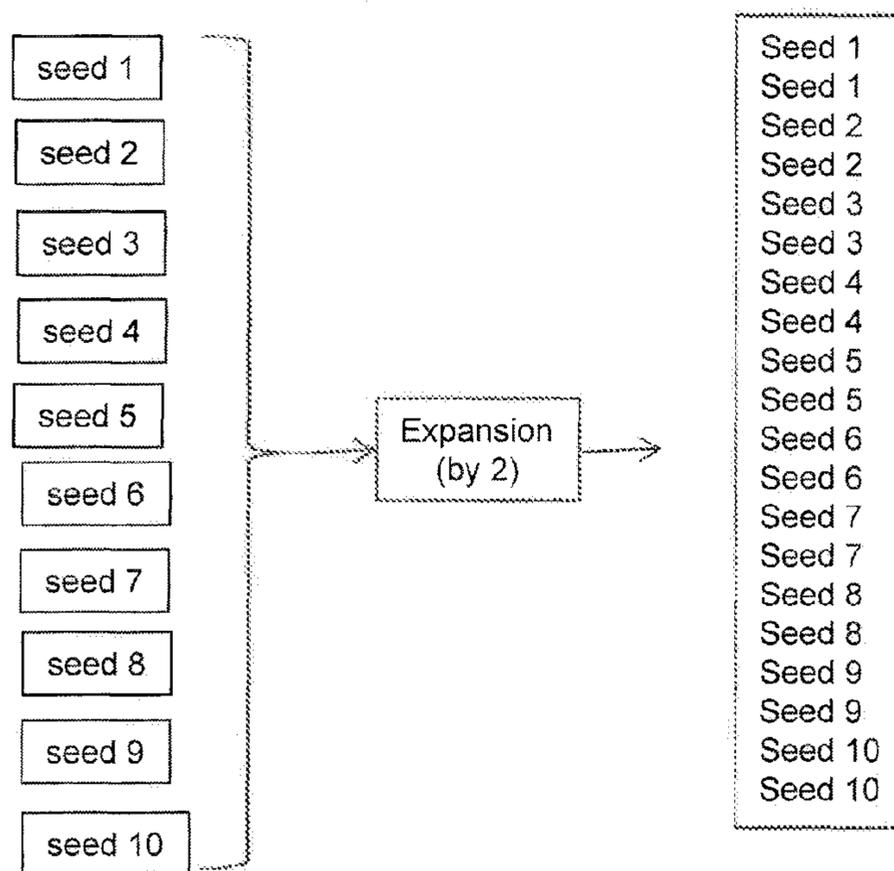 seed 1
seed 2
seed 3
seed 4
seed 5
seed 6
seed 7
seed 8
seed 9
seed 10
Expansion
(by 2)
Seed 1
Seed 1
Seed 2
Seed 2
Seed 3
Seed 3
Seed 4
Seed 4
Seed 5
Seed 5
Seed 6
Seed 6
Seed 7
Seed 7
Seed 8
Seed 8
Seed 9
Seed 9
Seed 10
Seed 10